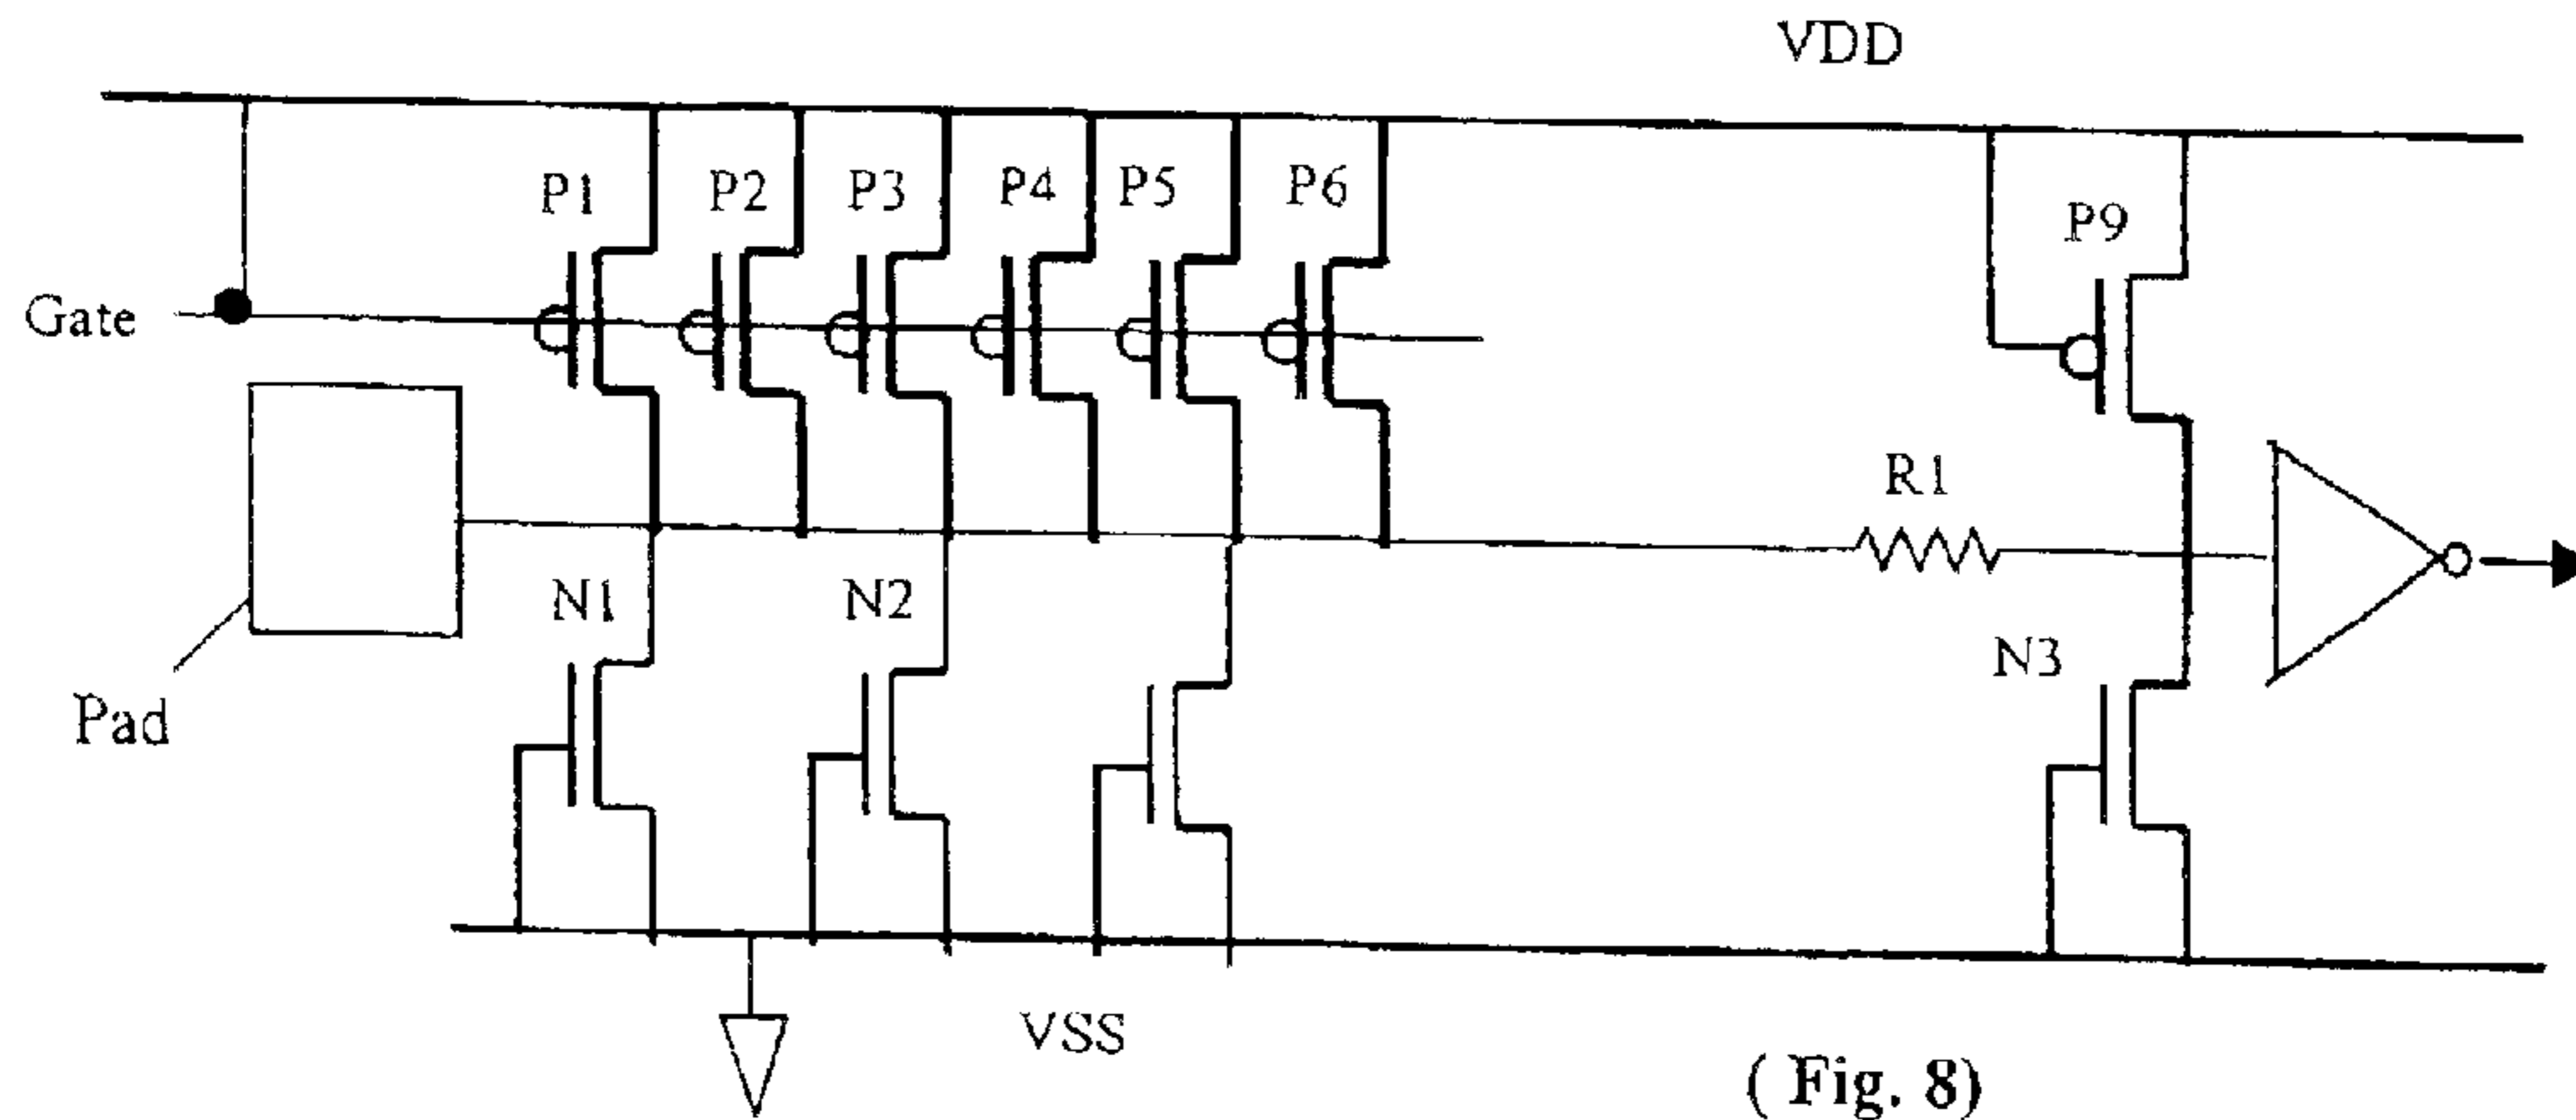 VDD
P1
P2
P3
P4
P5
P6
P9
Gate
R1
N1
N2
N3
Pad
VSS
( Fig. 8)